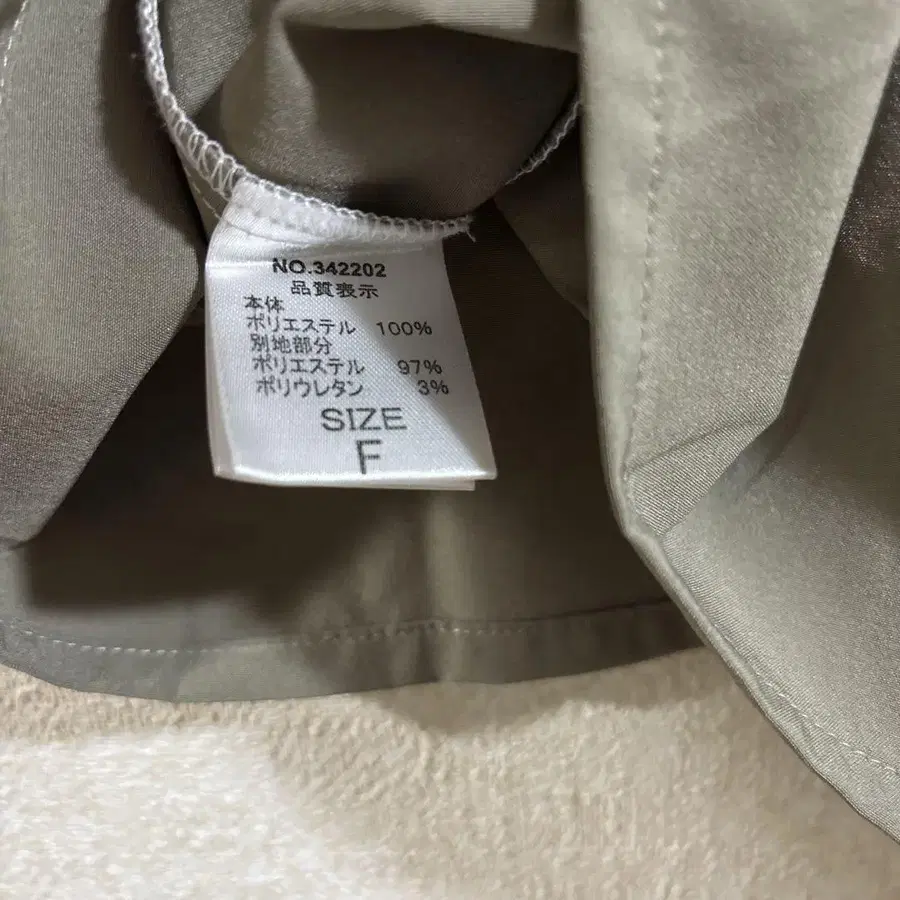 NO.342202
品質表示
本体
ポリエステル 100%
別地部分
ポリエステル 97%
ポリウレタン 3%
SIZE
F